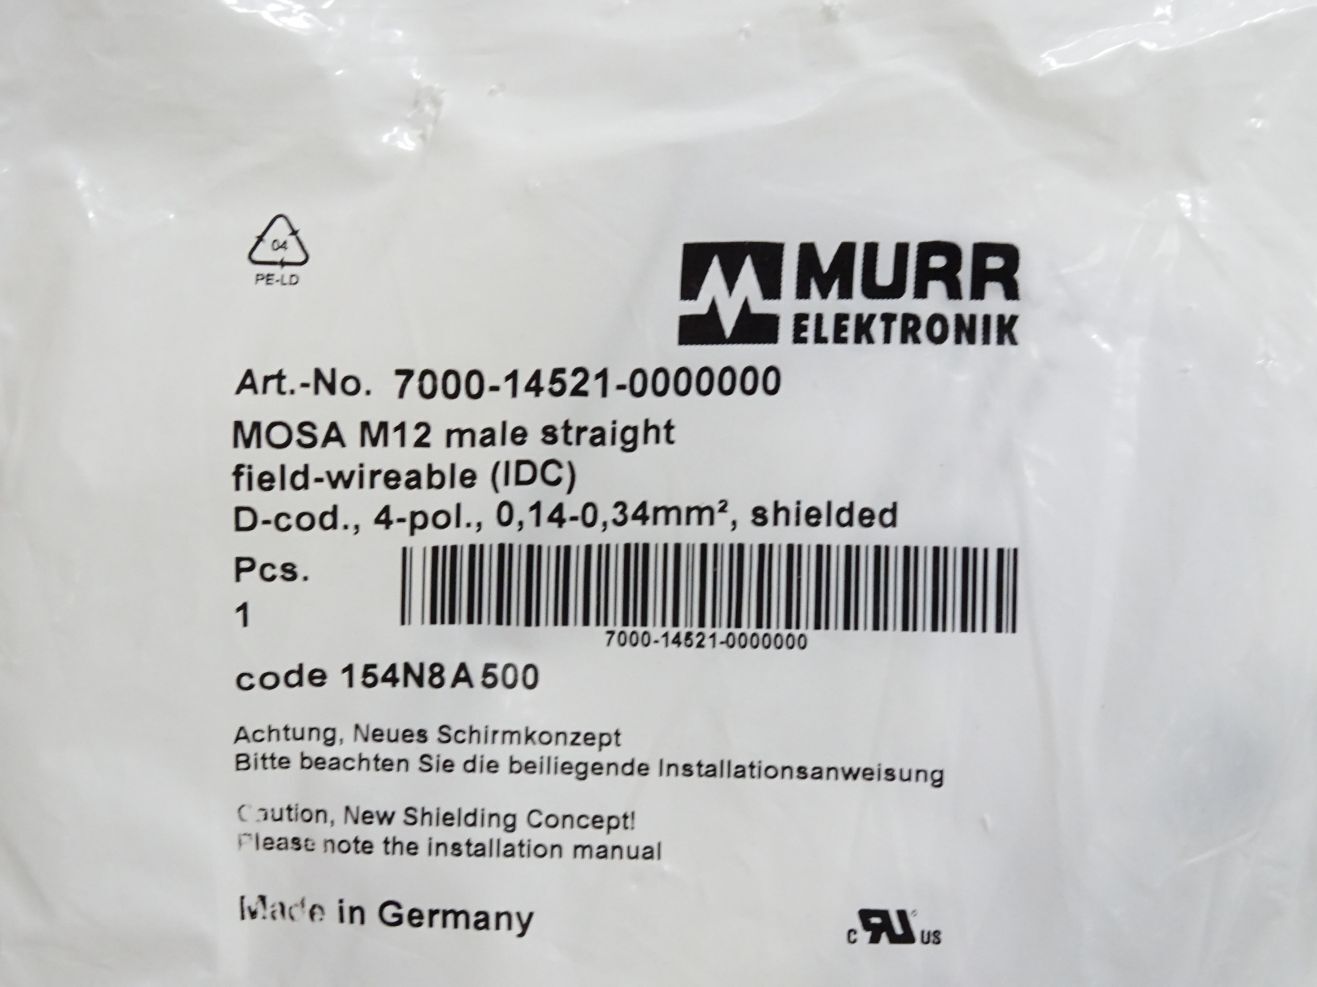 04
PE-LD
MURR
ELEKTRONIK
Art.-No. 7000-14521-0000000
MOSA M12 male straight
field-wireable (IDC)
D-cod., 4-pol., 0,14-0,34mm², shielded
Pcs.
1
7000-14521-0000000
code 154N8A500
Achtung, Neues Schirmkonzept
Bitte beachten Sie die beiliegende Installationsanweisung
Caution, New Shielding Concept!
Please note the installation manual
Made in Germany
c RU US